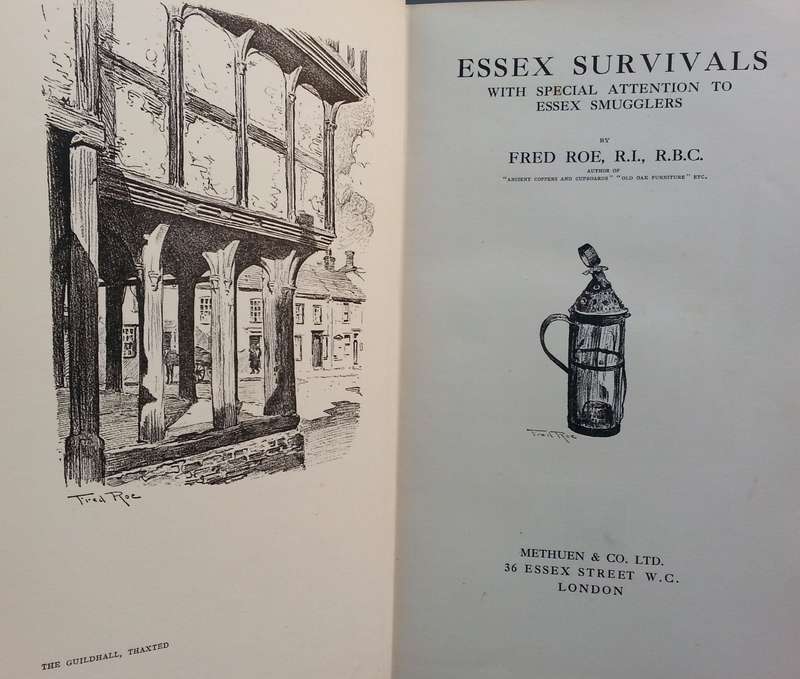 Fred Roe
THE GUILDHALL, THAXTED
ESSEX SURVIVALS
WITH SPECIAL ATTENTION TO
ESSEX SMUGGLERS
BY
FRED ROE, R.I., R.B.C.
AUTHOR OF
"ANCIENT COFFERS AND CUPBOARDS" "OLD OAK FURNITURE" ETC.
Fred Roe
METHUEN & CO. LTD.
36 ESSEX STREET W.C.
LONDON